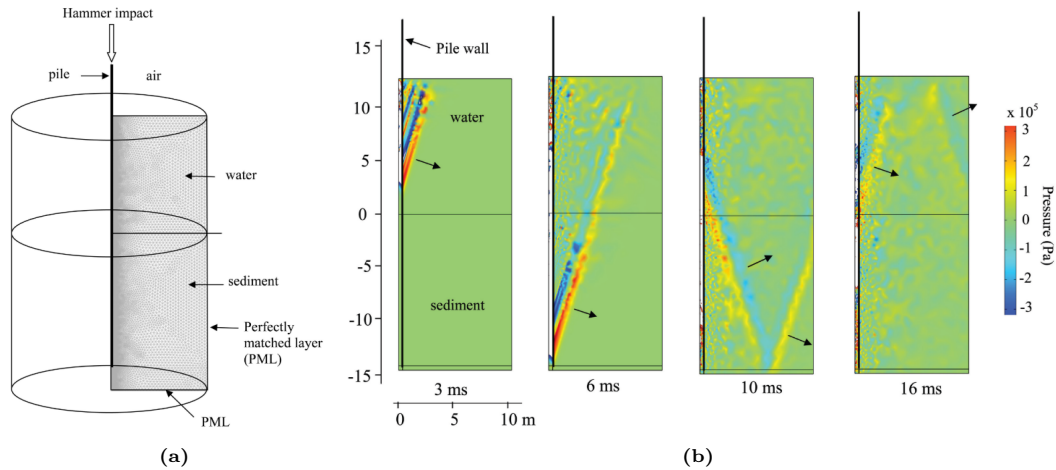 Hammer impact
pile
air
water
sediment
Perfectly
matched layer
(PML)
PML
(a)
15
10
5
0
-5
-10
-15
Pile wall
water
sediment
3 ms
6 ms
10 ms
16 ms
0
5
10 m
x 10⁵
3
2
1
0
-1
-2
-3
Pressure (Pa)
(b)